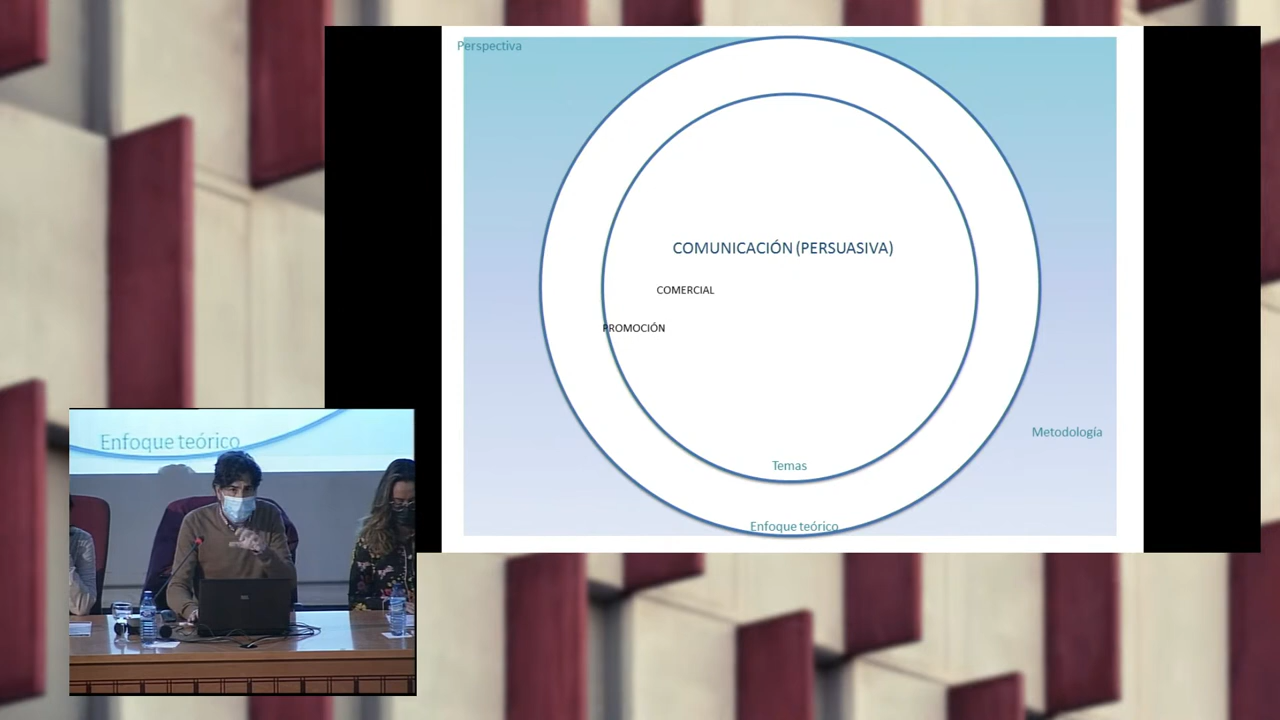 Perspectiva
COMUNICACIÓN (PERSUASIVA)
COMERCIAL
PROMOCIÓN
Metodología
Temas
Enfoque teórico
Enfoque teórico